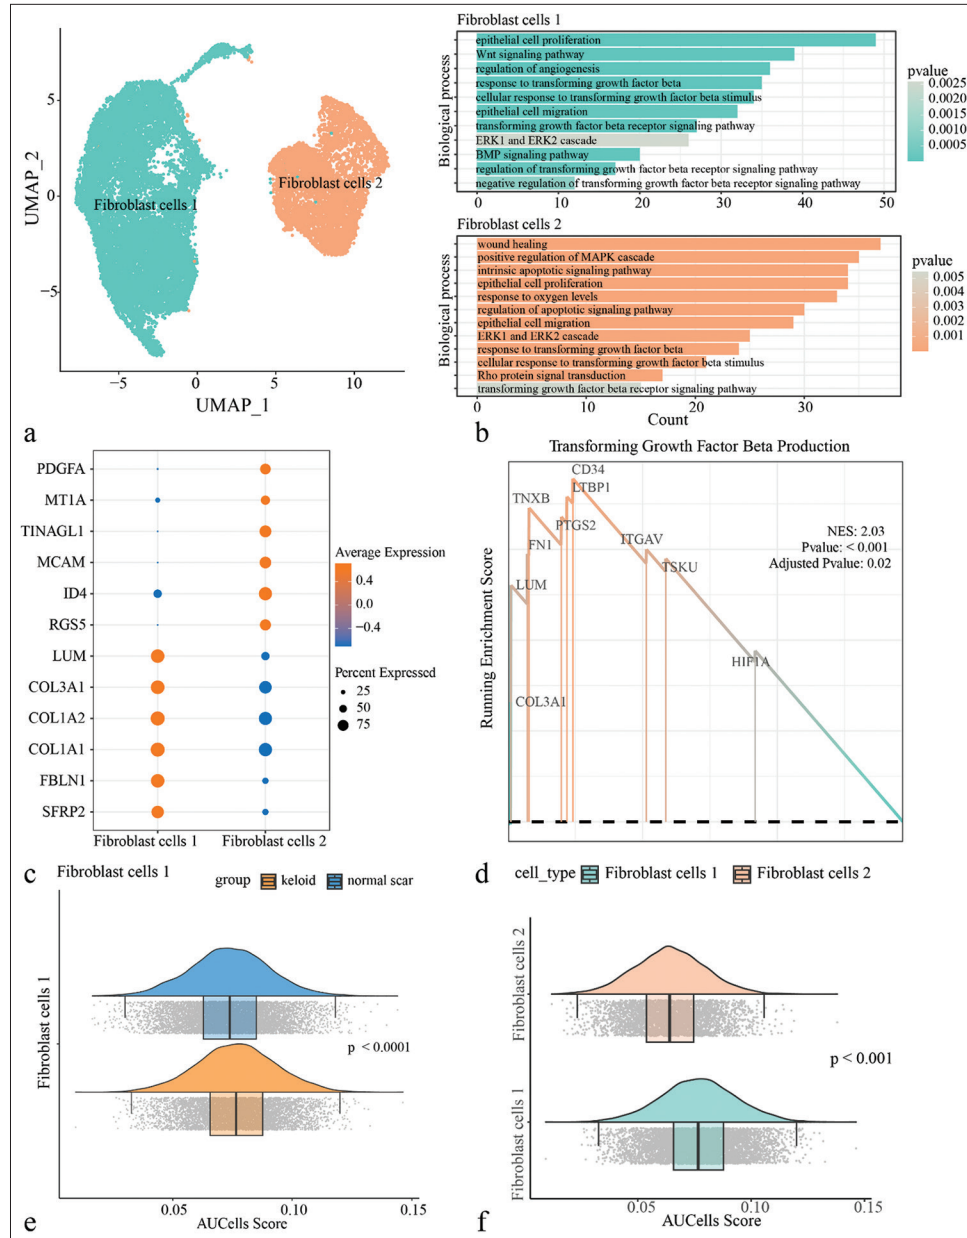 UMAP_2
5
0
−5
Fibroblast cells 1
Fibroblast cells 2
−5
0
5
10
UMAP_1
a
Fibroblast cells 1
Biological process
epithelial cell proliferation
Wnt signaling pathway
regulation of angiogenesis
response to transforming growth factor beta
cellular response to transforming growth factor beta stimulus
epithelial cell migration
transforming growth factor beta receptor signaling pathway
ERK1 and ERK2 cascade
BMP signaling pathway
regulation of transforming growth factor beta receptor signaling pathway
negative regulation of transforming growth factor beta receptor signaling pathway
0
10
20
30
40
50
pvalue
0.0025
0.0020
0.0015
0.0010
0.0005
Fibroblast cells 2
Biological process
wound healing
positive regulation of MAPK cascade
intrinsic apoptotic signaling pathway
epithelial cell proliferation
response to oxygen levels
regulation of apoptotic signaling pathway
epithelial cell migration
ERK1 and ERK2 cascade
response to transforming growth factor beta
cellular response to transforming growth factor beta stimulus
Rho protein signal transduction
transforming growth factor beta receptor signaling pathway
0
10
20
30
Count
pvalue
0.005
0.004
0.003
0.002
0.001
b
PDGFA
MT1A
TINAGL1
MCAM
ID4
RGS5
LUM
COL3A1
COL1A2
COL1A1
FBLN1
SFRP2
Fibroblast cells 1
Fibroblast cells 2
Average Expression
0.4
0.0
−0.4
Percent Expressed
25
50
75
c
Transforming Growth Factor Beta Production
Running Enrichment Score
CD34
LTBP1
TNXB
PTGS2
FN1
ITGAV
TSKU
LUM
HIF1A
COL3A1
NES: 2.03
Pvalue: < 0.001
Adjusted Pvalue: 0.02
d
Fibroblast cells 1
group
keloid
normal scar
Fibroblast cells 1
p < 0.0001
0.05
0.10
0.15
AUCells Score
e
cell_type
Fibroblast cells 1
Fibroblast cells 2
Fibroblast cells 2
Fibroblast cells 1
p < 0.001
0.05
0.10
0.15
AUCells Score
f